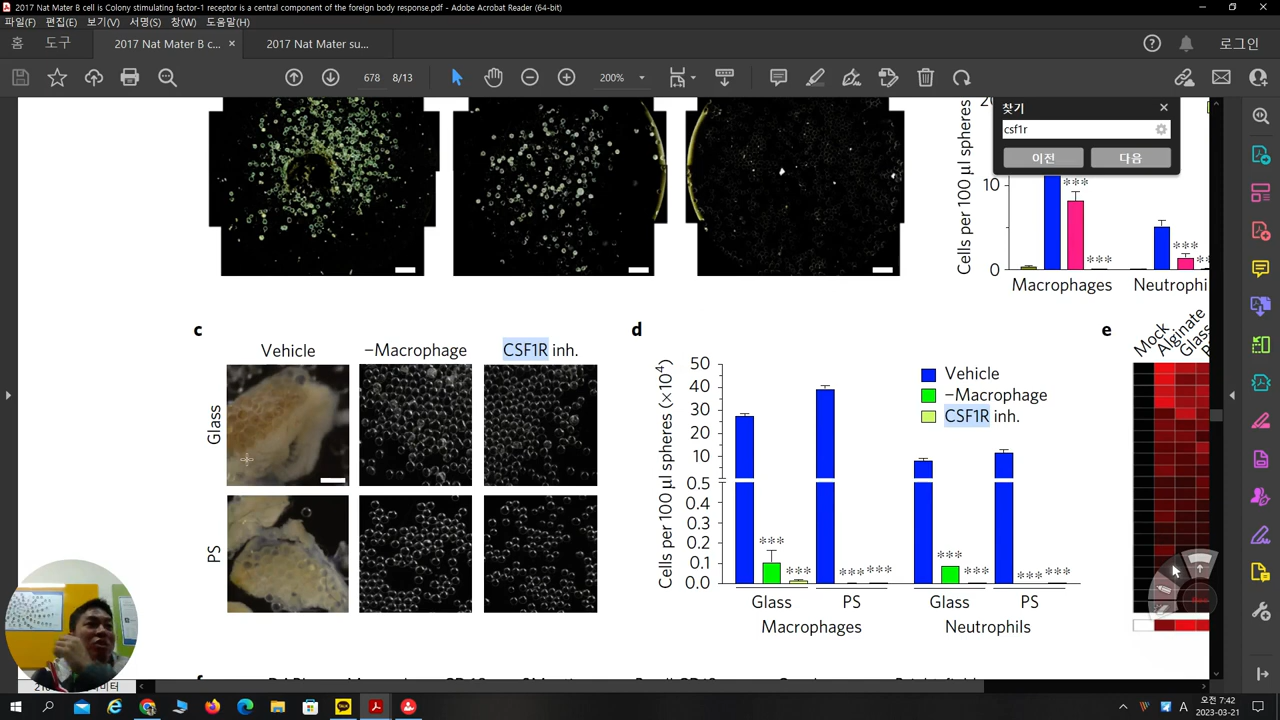 2017 Nat Mater B cell is Colony stimulating factor-1 receptor is a central component of the foreign body response.pdf - Adobe Acrobat Reader (64-bit)
파일(F) 편집(E) 보기(V) 서명(S) 창(W) 도움말(H)
홈 도구 2017 Nat Mater B c... × 2017 Nat Mater su... 로그인
678 8/13 200%
찾기
csf1r
이전 다음
Cells per 100 µl spheres
20
10
0
*** *** ***
Macrophages Neutrophi
c
Vehicle −Macrophage CSF1R inh.
Glass
PS
d
Cells per 100 µl spheres (×10⁴)
50
40
30
20
10
0.5
0.4
0.3
0.2
0.1
0.0
Vehicle
−Macrophage
CSF1R inh.
*** *** *** *** *** *** *** ***
Glass PS Glass PS
Macrophages Neutrophils
e
Mock
Alginate
Glass
오전 7:42
2023-03-21
TALK
A